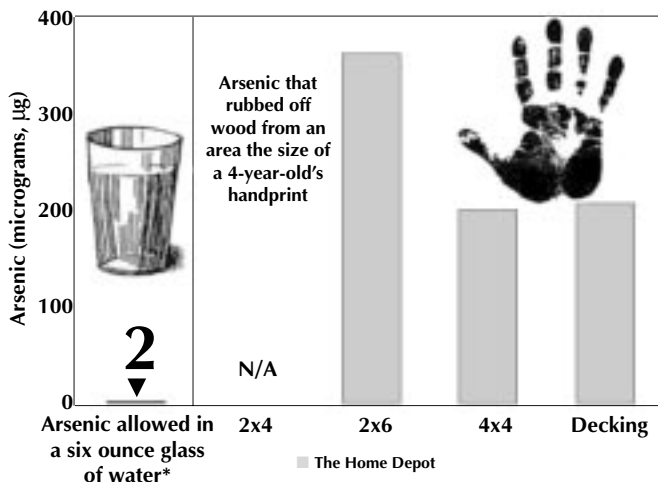 Arsenic (micrograms, µg)
400
300
200
100
0
2
Arsenic that
rubbed off
wood from an
area the size of
a 4-year-old's
handprint
N/A
Arsenic allowed in
a six ounce glass
of water*
2x4
2x6
4x4
Decking
The Home Depot